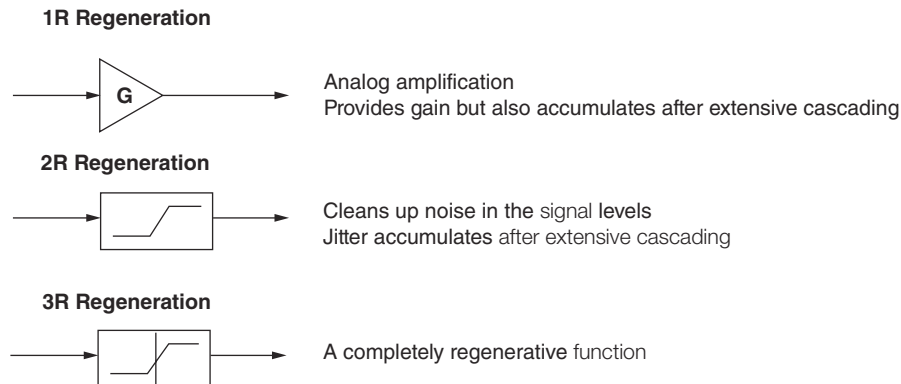 1R Regeneration
G
Analog amplification
Provides gain but also accumulates after extensive cascading
2R Regeneration
Cleans up noise in the signal levels
Jitter accumulates after extensive cascading
3R Regeneration
A completely regenerative function